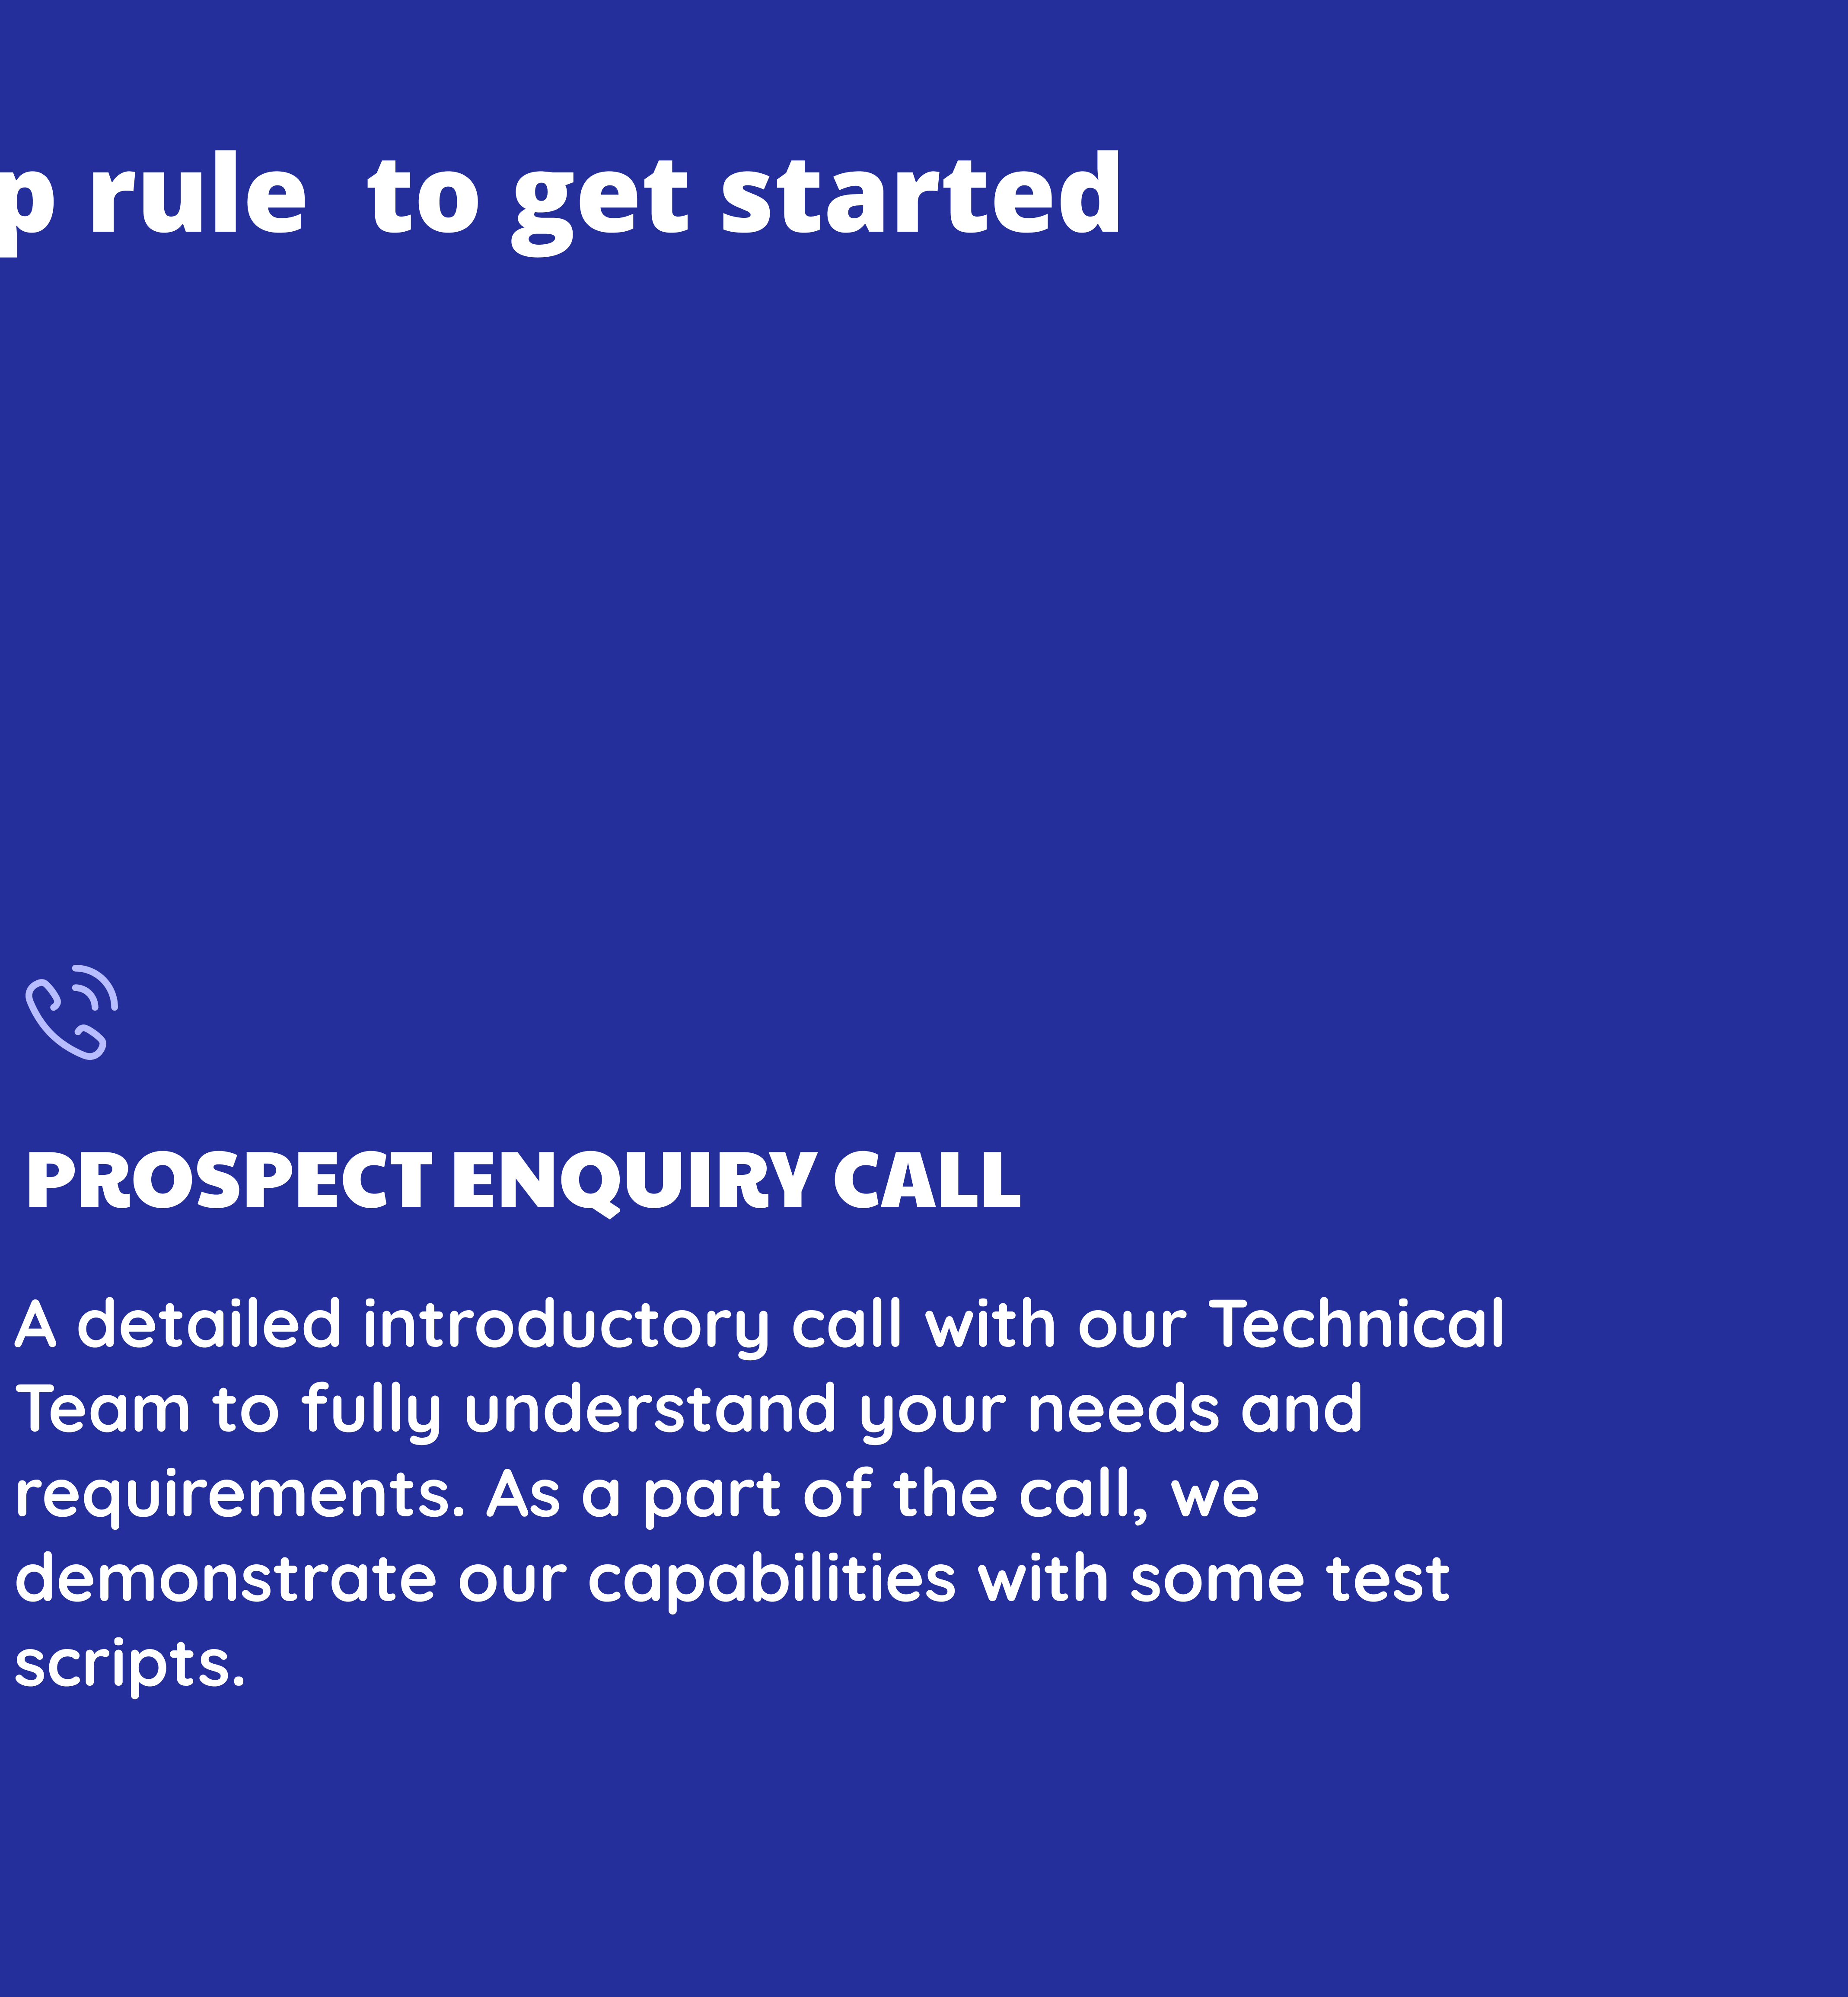 p rule to get started
PROSPECT ENQUIRY CALL
A detailed introductory call with our Technical
Team to fully understand your needs and
requirements. As a part of the call, we
demonstrate our capabilities with some test
scripts.